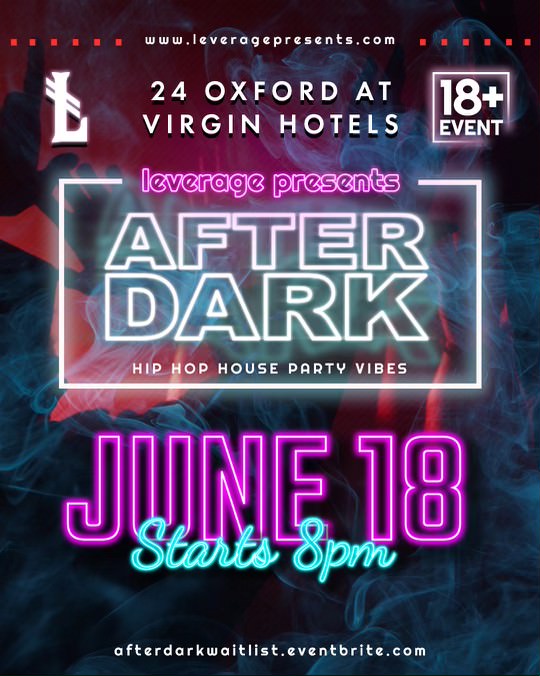 www.leveragepresents.com
L
24 OXFORD AT
VIRGIN HOTELS
18+
EVENT
leverage presents
AFTER
DARK
HIP HOP HOUSE PARTY VIBES
JUNE 18
Starts 8pm
afterdarkwaitlist.eventbrite.com